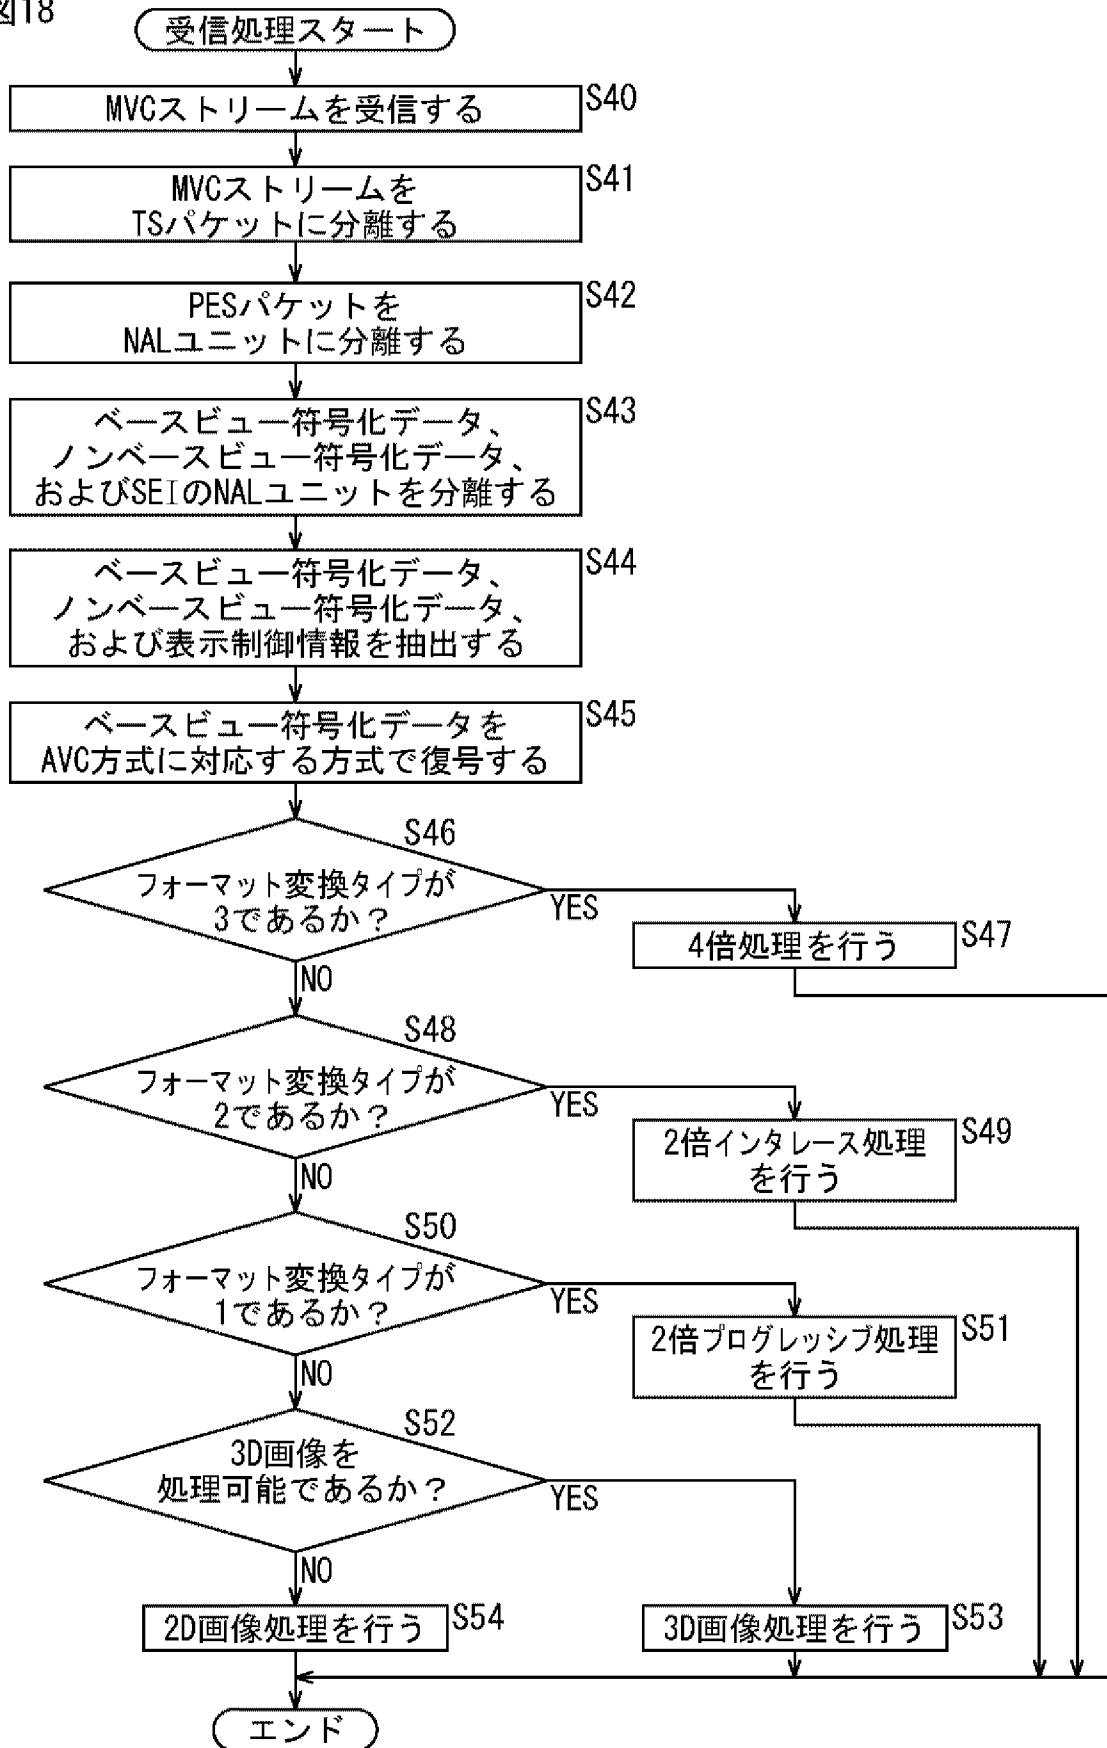 図18
受信処理スタート
MVCストリームを受信する
S40
MVCストリームを
TSパケットに分離する
S41
PESパケットを
NALユニットに分離する
S42
ベースビュー符号化データ、
ノンベースビュー符号化データ、
およびSEIのNALユニットを分離する
S43
ベースビュー符号化データ、
ノンベースビュー符号化データ、
および表示制御情報を抽出する
S44
ベースビュー符号化データを
AVC方式に対応する方式で復号する
S45
S46
フォーマット変換タイプが
3であるか?
YES
NO
4倍処理を行う
S47
S48
フォーマット変換タイプが
2であるか?
YES
NO
2倍インタレース処理
を行う
S49
S50
フォーマット変換タイプが
1であるか?
YES
NO
2倍プログレッシブ処理
を行う
S51
S52
3D画像を
処理可能であるか?
YES
NO
2D画像処理を行う
S54
3D画像処理を行う
S53
エンド